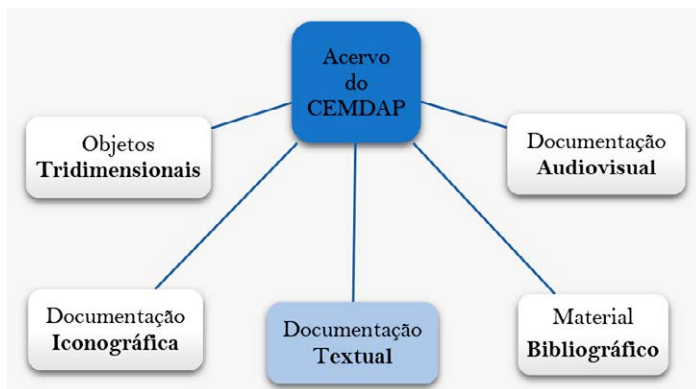 Acervo
do
CEMDAP
Objetos
Tridimensionais
Documentação
Audiovisual
Documentação
Iconográfica
Documentação
Textual
Material
Bibliográfico